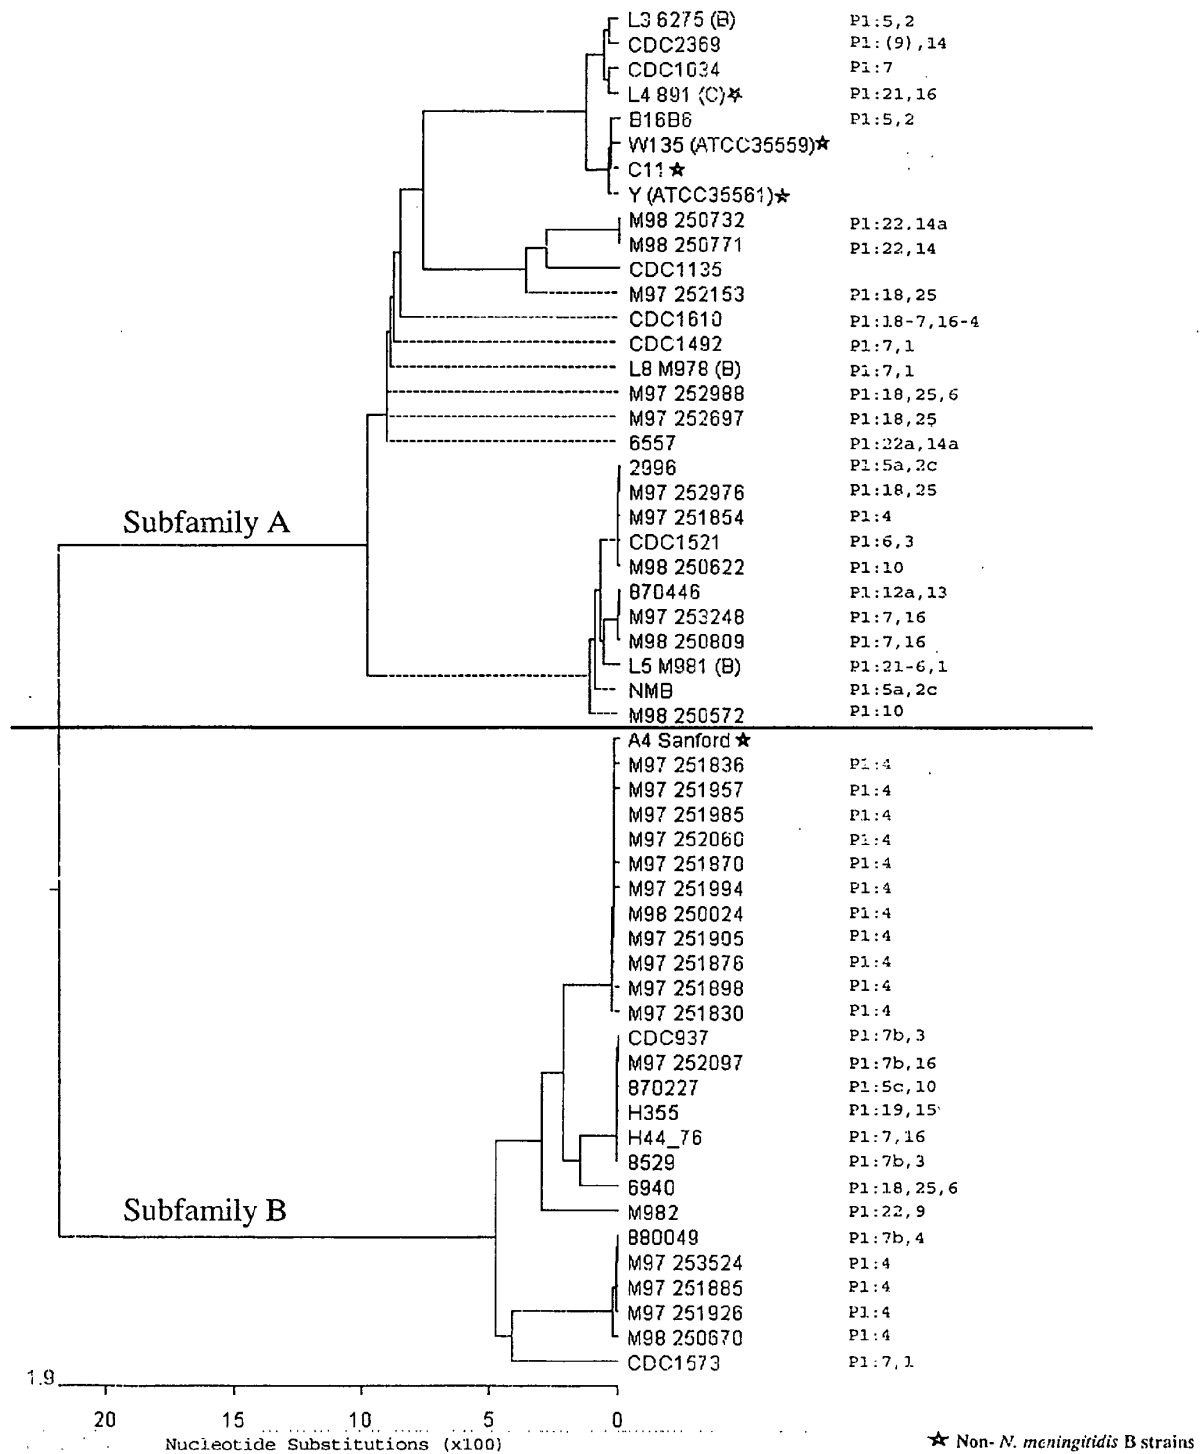 L3 6275 (B) P1:5,2
CDC2369 P1:(9),14
CDC1034 P1:7
L4 891 (C)☆ P1:21,16
B16B6 P1:5,2
W135 (ATCC35559)☆
C11☆
Y (ATCC35561)☆
M98 250732 P1:22,14a
M98 250771 P1:22,14
CDC1135
M97 252153 P1:18,25
CDC1610 P1:18-7,16-4
CDC1492 P1:7,1
L8 M978 (B) P1:7,1
M97 252988 P1:18,25,6
M97 252697 P1:18,25
6557 P1:22a,14a
2996 P1:5a,2c
M97 252976 P1:18,25
M97 251854 P1:4
Subfamily A
CDC1521 P1:6,3
M98 250622 P1:10
870446 P1:12a,13
M97 253248 P1:7,16
M98 250809 P1:7,16
L5 M981 (B) P1:21-6,1
NMB P1:5a,2c
M98 250572 P1:10
A4 Sanford☆
M97 251836 P1:4
M97 251957 P1:4
M97 251985 P1:4
M97 252060 P1:4
M97 251870 P1:4
M97 251994 P1:4
M98 250024 P1:4
M97 251905 P1:4
M97 251876 P1:4
M97 251898 P1:4
M97 251830 P1:4
CDC937 P1:7b,3
M97 252097 P1:7b,16
870227 P1:5c,10
H355 P1:19,15
H44_76 P1:7,16
8529 P1:7b,3
6940 P1:18,25,6
Subfamily B
M982 P1:22,9
880049 P1:7b,4
M97 253524 P1:4
M97 251885 P1:4
M97 251926 P1:4
M98 250670 P1:4
CDC1573 P1:7,1
1.9
20 15 10 5 0
Nucleotide Substitutions (x100)
☆ Non- N. meningitidis B strains